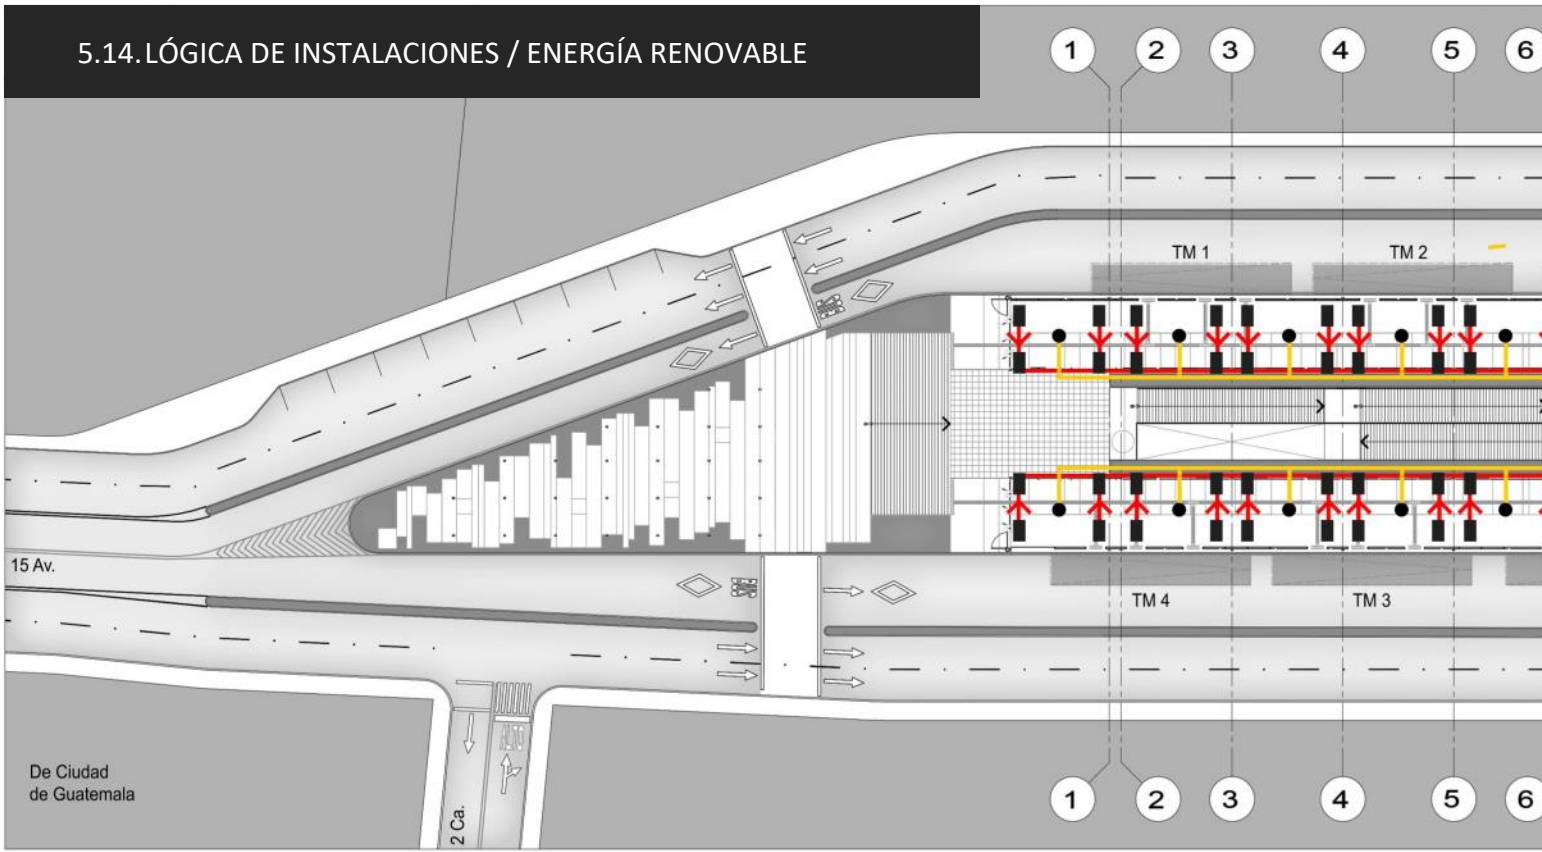 5.14. LÓGICA DE INSTALACIONES / ENERGÍA RENOVABLE
1 2 3 4 5 6
TM 1 TM 2
15 Av.
TM 4 TM 3
De Ciudad
de Guatemala
2 Ca.
1 2 3 4 5 6